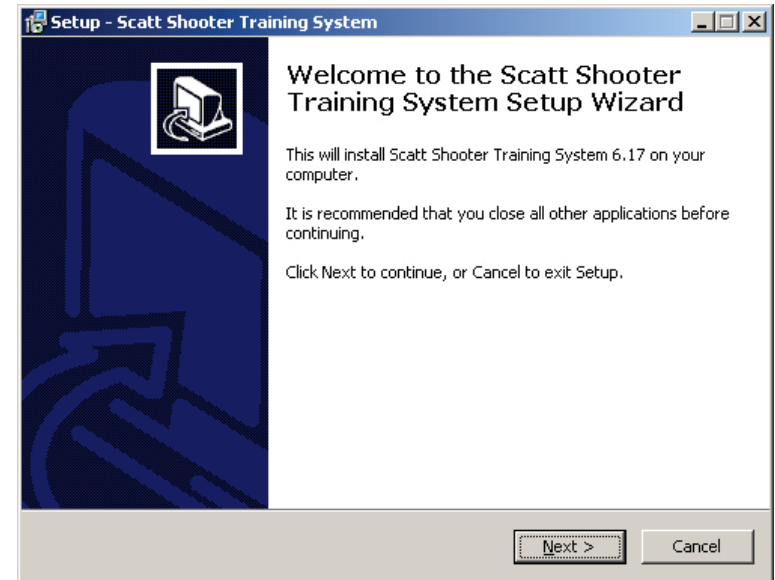 Setup - Scatt Shooter Training System
Welcome to the Scatt Shooter
Training System Setup Wizard
This will install Scatt Shooter Training System 6.17 on your
computer.
It is recommended that you close all other applications before
continuing.
Click Next to continue, or Cancel to exit Setup.
Next >
Cancel